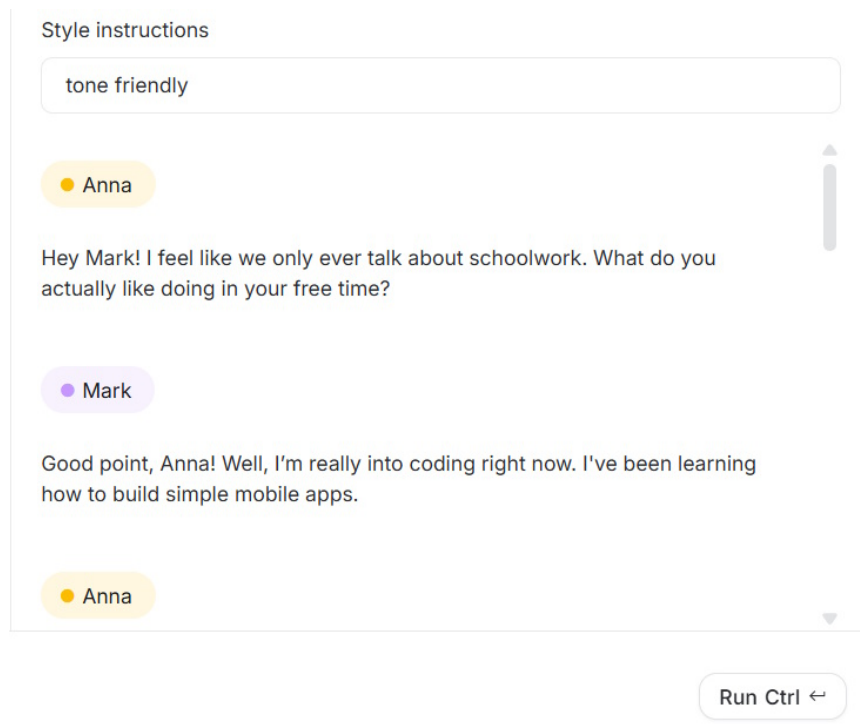 Style instructions
tone friendly
Anna
Hey Mark! I feel like we only ever talk about schoolwork. What do you
actually like doing in your free time?
Mark
Good point, Anna! Well, I’m really into coding right now. I've been learning
how to build simple mobile apps.
Anna
Run Ctrl ↵